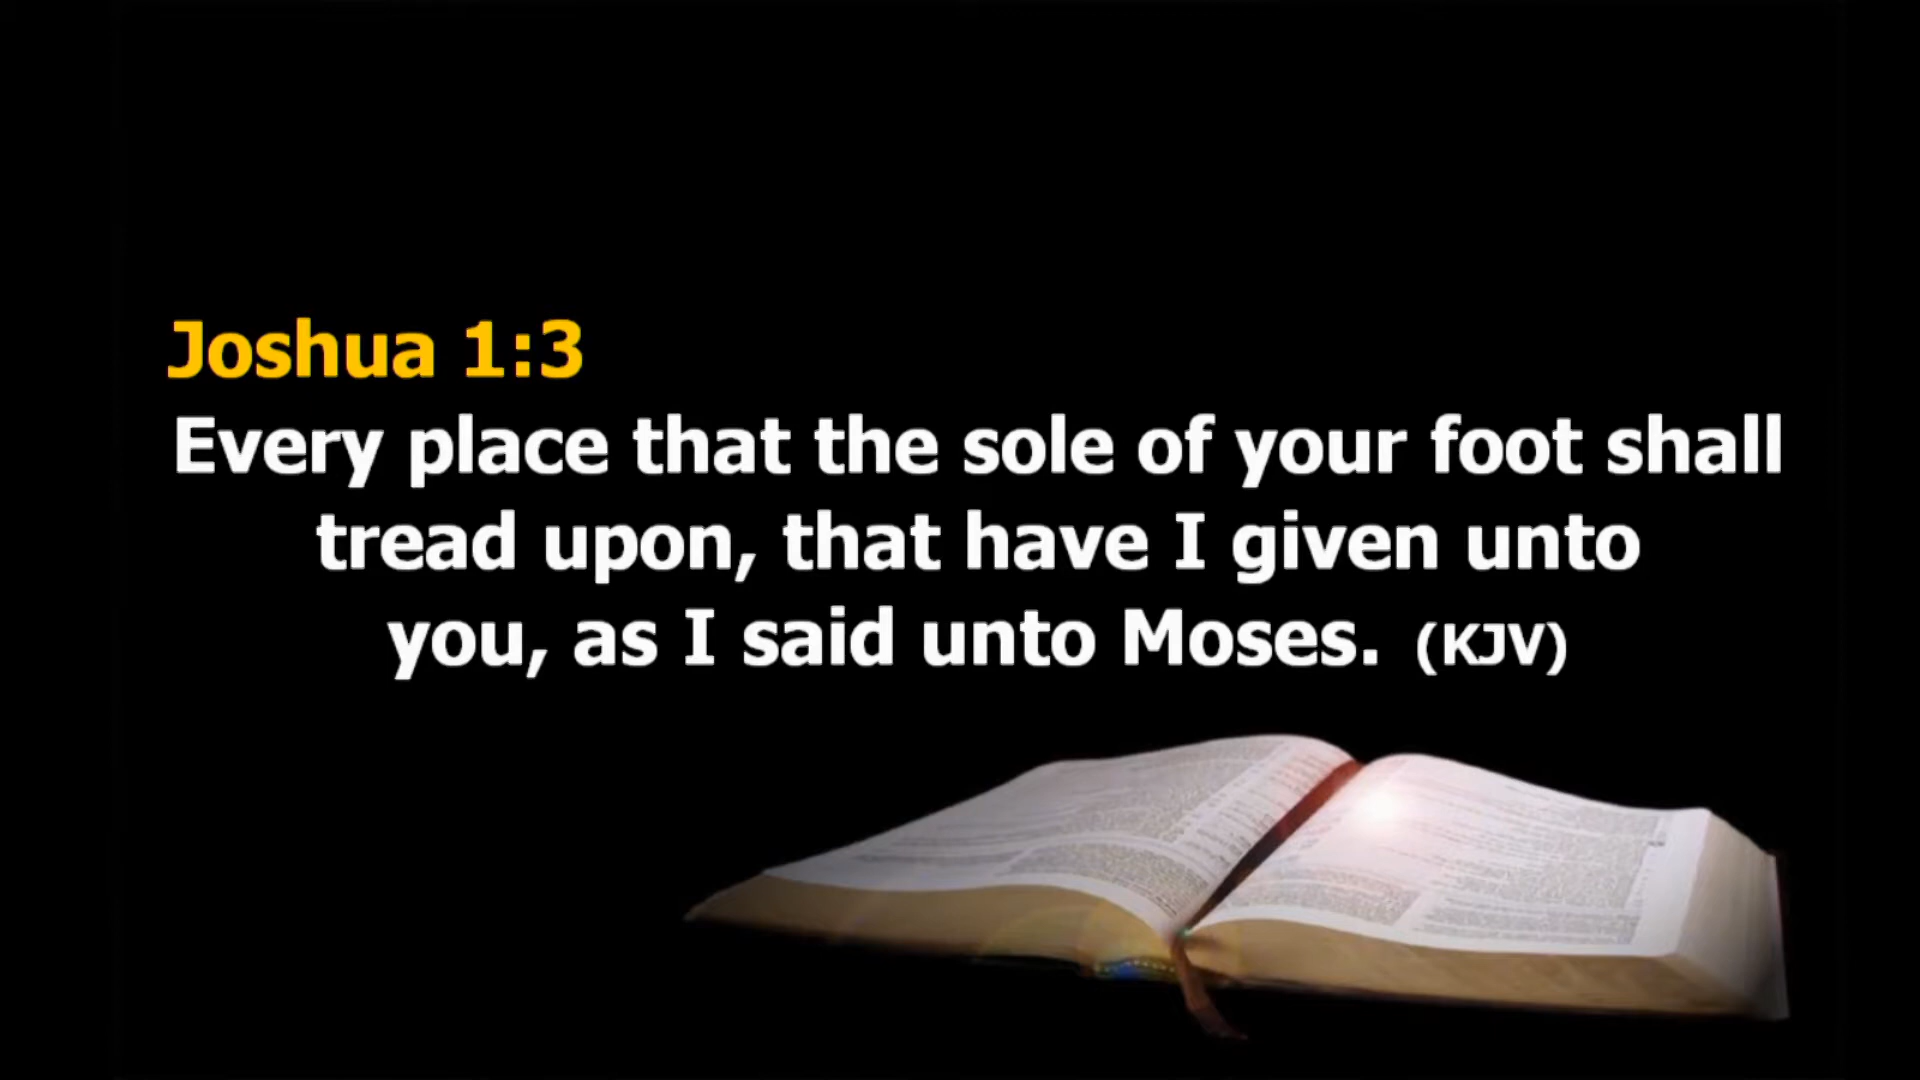 Joshua 1:3
Every place that the sole of your foot shall
tread upon, that have I given unto
you, as I said unto Moses. (KJV)